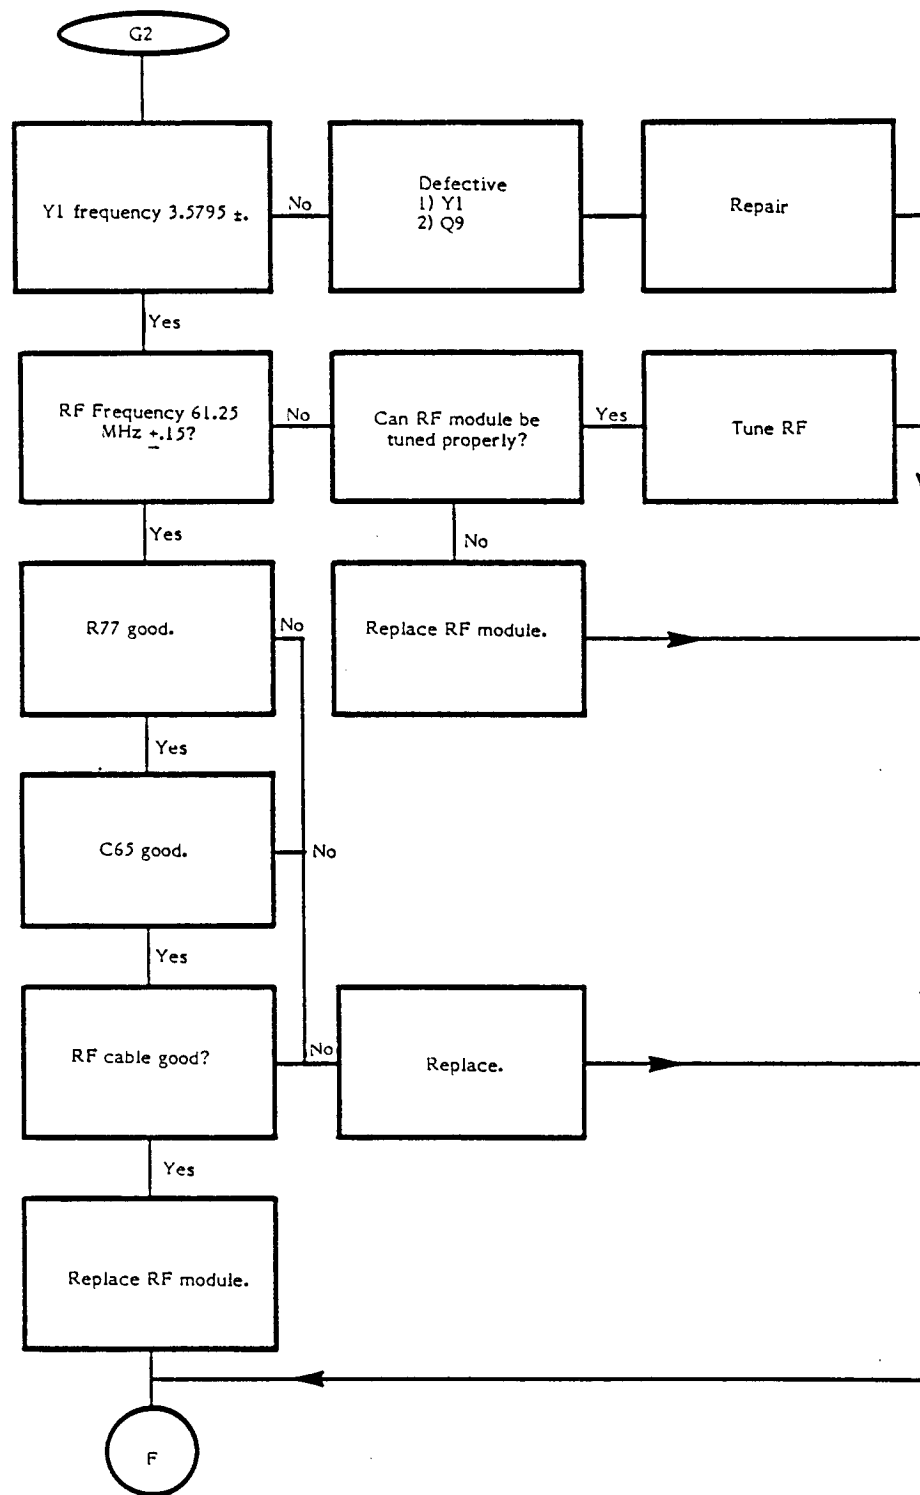 G2
Y1 frequency 3.5795 ±.
No
Defective
1) Y1
2) Q9
Repair
Yes
RF Frequency 61.25
MHz ±.15?
No
Can RF module be
tuned properly?
Yes
Tune RF
Yes
No
R77 good.
No
Replace RF module.
Yes
C65 good.
No
Yes
RF cable good?
No
Replace.
Yes
Replace RF module.
F